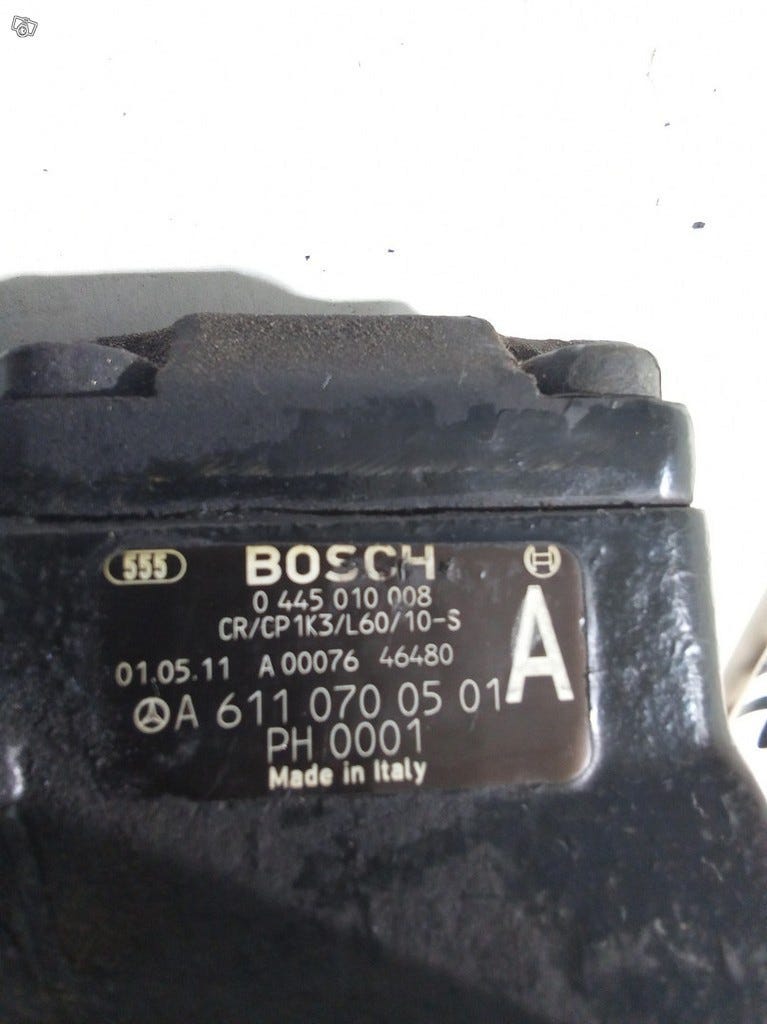 555 BOSCH
0 445 010 008
CR/CP1K3/L60/10-S
A
01.05.11 A 00076 46480
A 611 070 05 01
PH 0001
Made in Italy